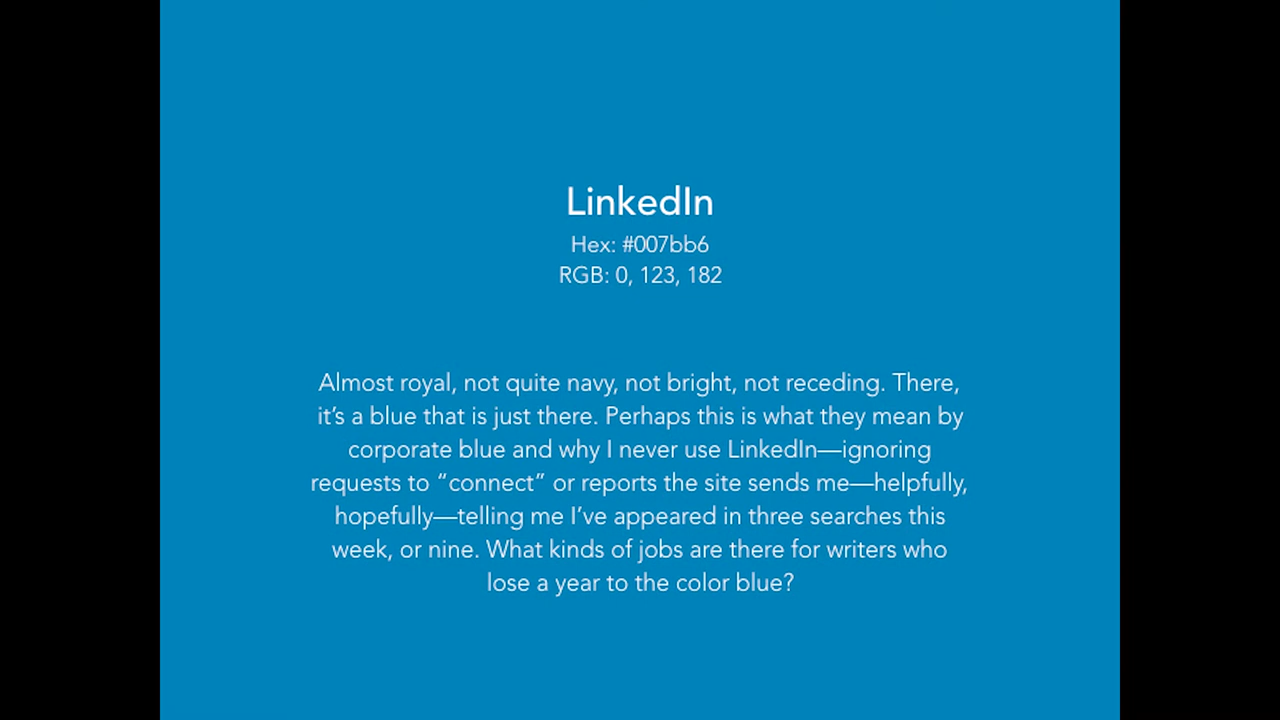 LinkedIn
Hex: #007bb6
RGB: 0, 123, 182
Almost royal, not quite navy, not bright, not receding. There,
it’s a blue that is just there. Perhaps this is what they mean by
corporate blue and why I never use LinkedIn—ignoring
requests to “connect” or reports the site sends me—helpfully,
hopefully—telling me I’ve appeared in three searches this
week, or nine. What kinds of jobs are there for writers who
lose a year to the color blue?